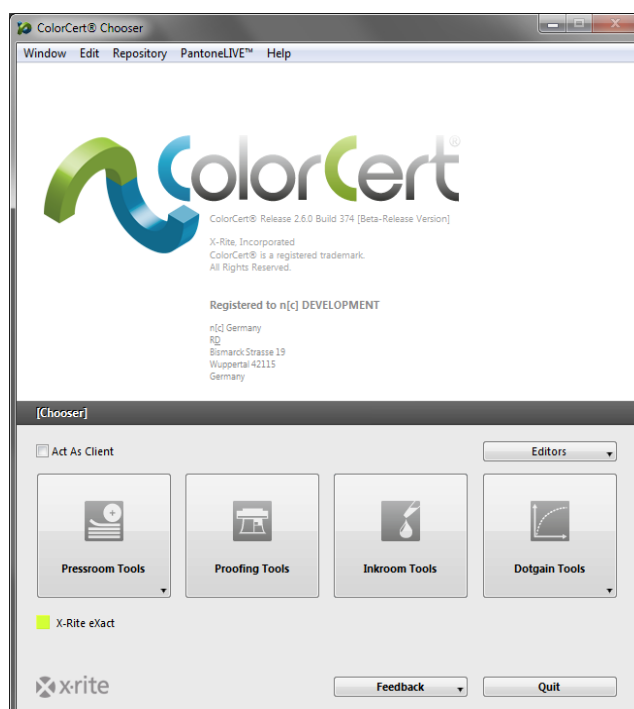 ColorCert® Chooser
Window Edit Repository PantoneLIVE™ Help
ColorCert®
ColorCert® Release 2.6.0 Build 374 [Beta-Release Version]
X-Rite, Incorporated
ColorCert® is a registered trademark.
All Rights Reserved.
Registered to n[c] DEVELOPMENT
n[c] Germany
RD
Bismarck Strasse 19
Wuppertal 42115
Germany
[Chooser]
Act As Client
Editors
Pressroom Tools
Proofing Tools
Inkroom Tools
Dotgain Tools
X-Rite eXact
x·rite
Feedback
Quit